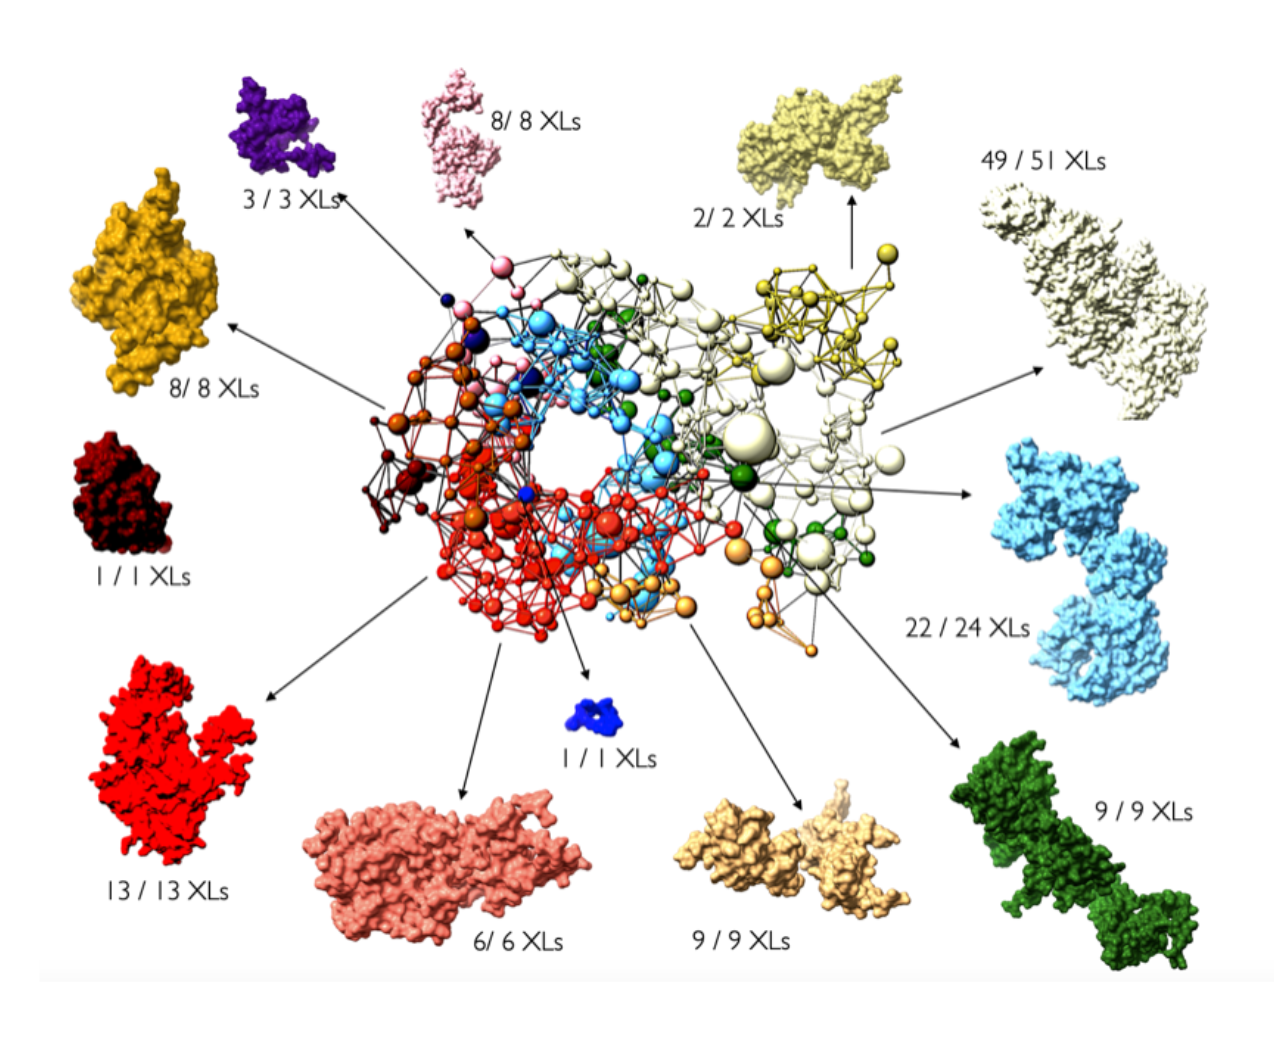 8/ 8 XLs
49 / 51 XLs
3 / 3 XLs
2/ 2 XLs
8/ 8 XLs
1 / 1 XLs
22 / 24 XLs
1 / 1 XLs
9 / 9 XLs
13 / 13 XLs
6/ 6 XLs
9 / 9 XLs